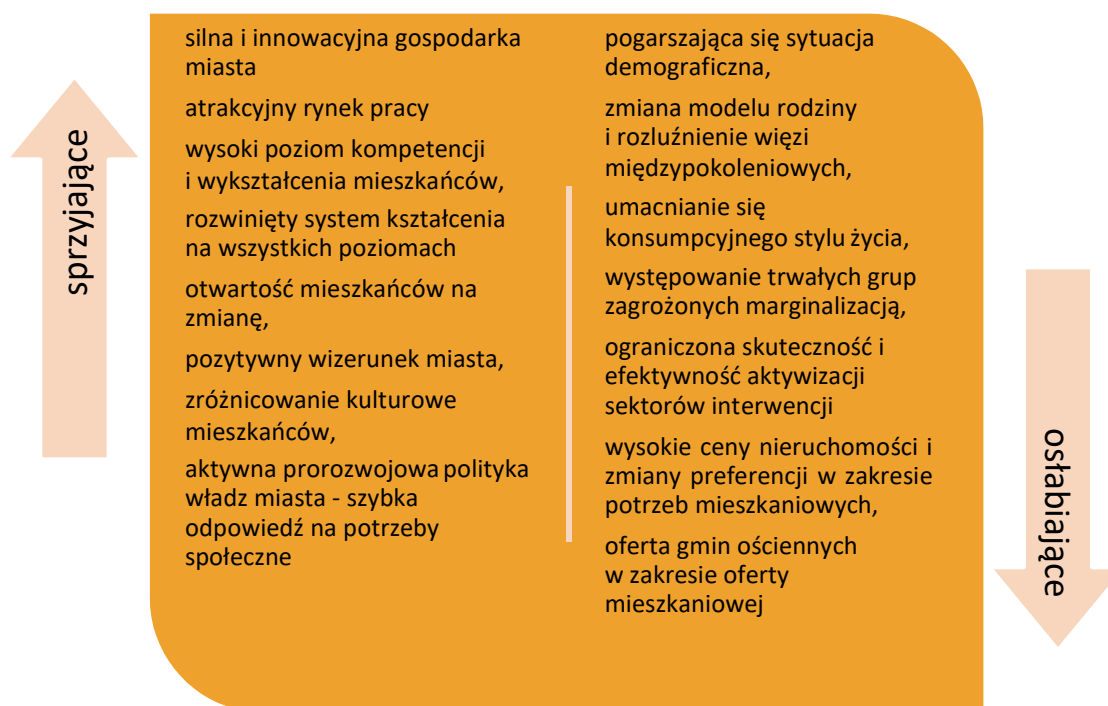 sprzyjające
silna i innowacyjna gospodarka
miasta
atrakcyjny rynek pracy
wysoki poziom kompetencji
i wykształcenia mieszkańców,
rozwinięty system kształcenia
na wszystkich poziomach
otwartość mieszkańców na
zmianę,
pozytywny wizerunek miasta,
zróżnicowanie kulturowe
mieszkańców,
aktywna prorozwojowa polityka
władz miasta - szybka
odpowiedź na potrzeby
społeczne
pogarszająca się sytuacja
demograficzna,
zmiana modelu rodziny
i rozluźnienie więzi
międzypokoleniowych,
umacnianie się
konsumpcyjnego stylu życia,
występowanie trwałych grup
zagrożonych marginalizacją,
ograniczona skuteczność i
efektywność aktywizacji
sektorów interwencji
wysokie ceny nieruchomości i
zmiany preferencji w zakresie
potrzeb mieszkaniowych,
oferta gmin ościennych
w zakresie oferty
mieszkaniowej
osłabiające